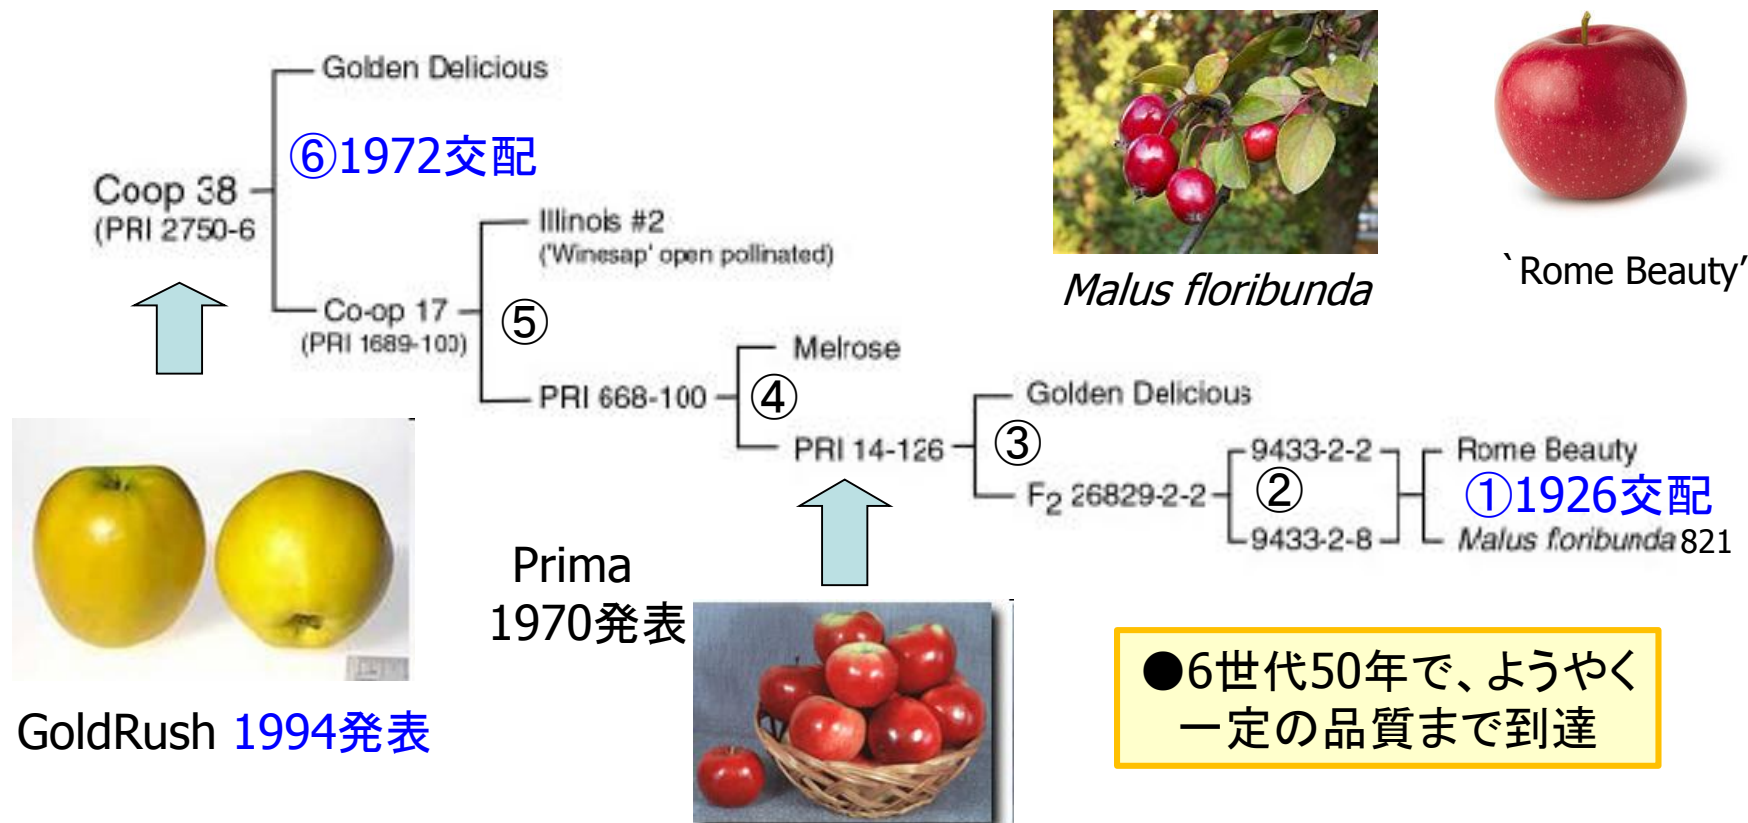 Golden Delicious
⑥1972交配
Coop 38
(PRI 2750-6
Illinois #2
('Winesap' open pollinated)
Co-op 17
(PRI 1689-100)
⑤
Malus floribunda
`Rome Beauty’
Melrose
PRI 668-100
④
Golden Delicious
PRI 14-126
③
9433-2-2
Rome Beauty
F2 26829-2-2
②
①1926交配
9433-2-8
Malus floribunda 821
Prima
1970発表
GoldRush 1994発表
●6世代50年で、ようやく
一定の品質まで到達